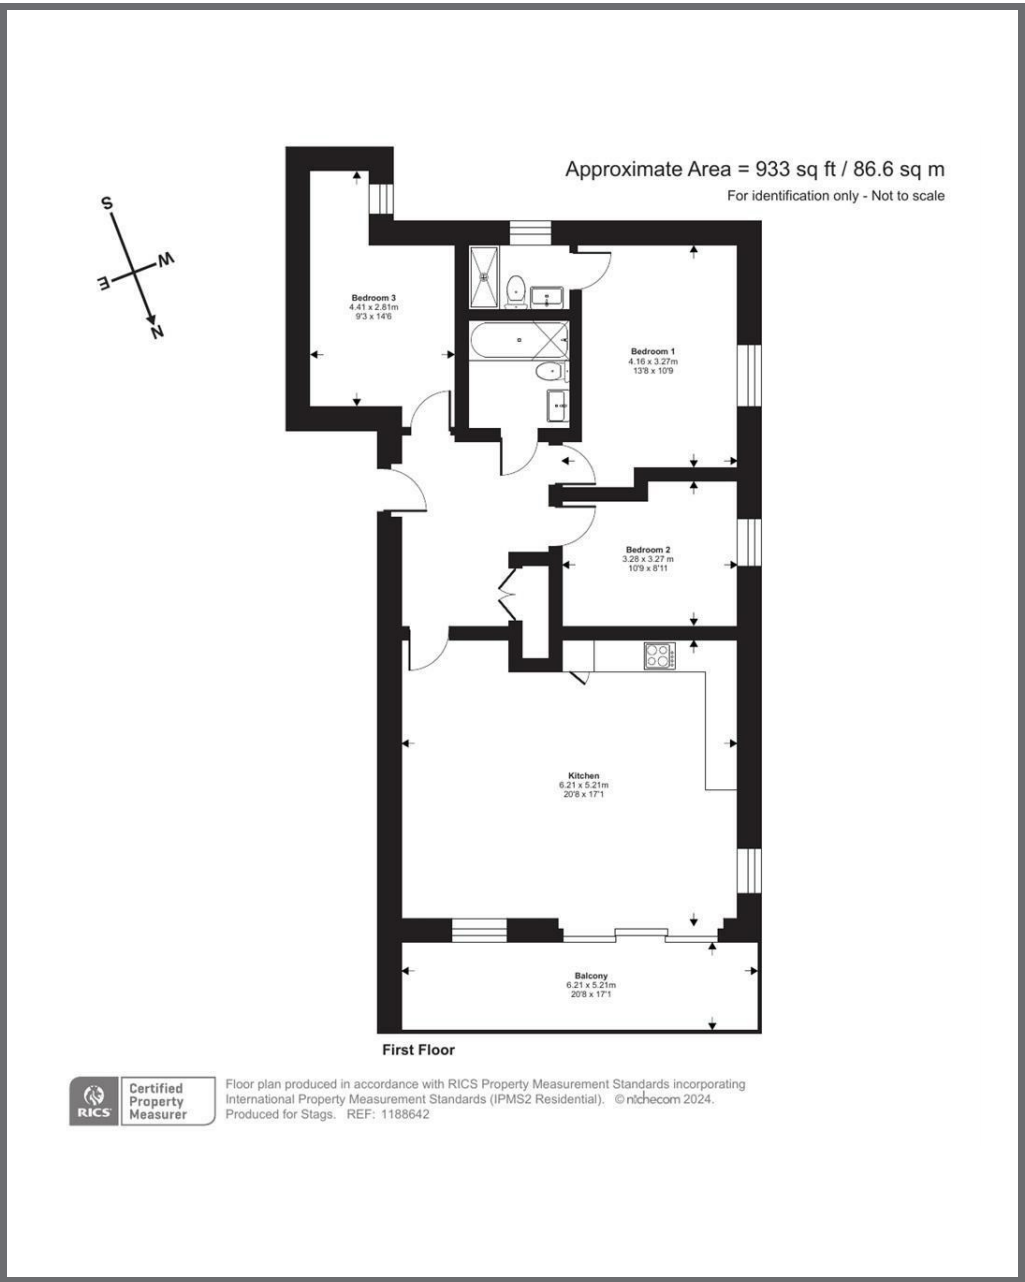 Approximate Area = 933 sq ft / 86.6 sq m
For identification only - Not to scale
S
W
E
N
Bedroom 3
4.41 x 2.81m
9'3 x 14'6
Bedroom 1
4.16 x 3.27m
13'8 x 10'9
Bedroom 2
3.28 x 3.27 m
10'9 x 8'11
Kitchen
6.21 x 5.21m
20'8 x 17'1
Balcony
6.21 x 5.21m
20'8 x 17'1
First Floor
RICS
Certified
Property
Measurer
Floor plan produced in accordance with RICS Property Measurement Standards incorporating
International Property Measurement Standards (IPMS2 Residential). © nichecom 2024.
Produced for Stags. REF: 1188642